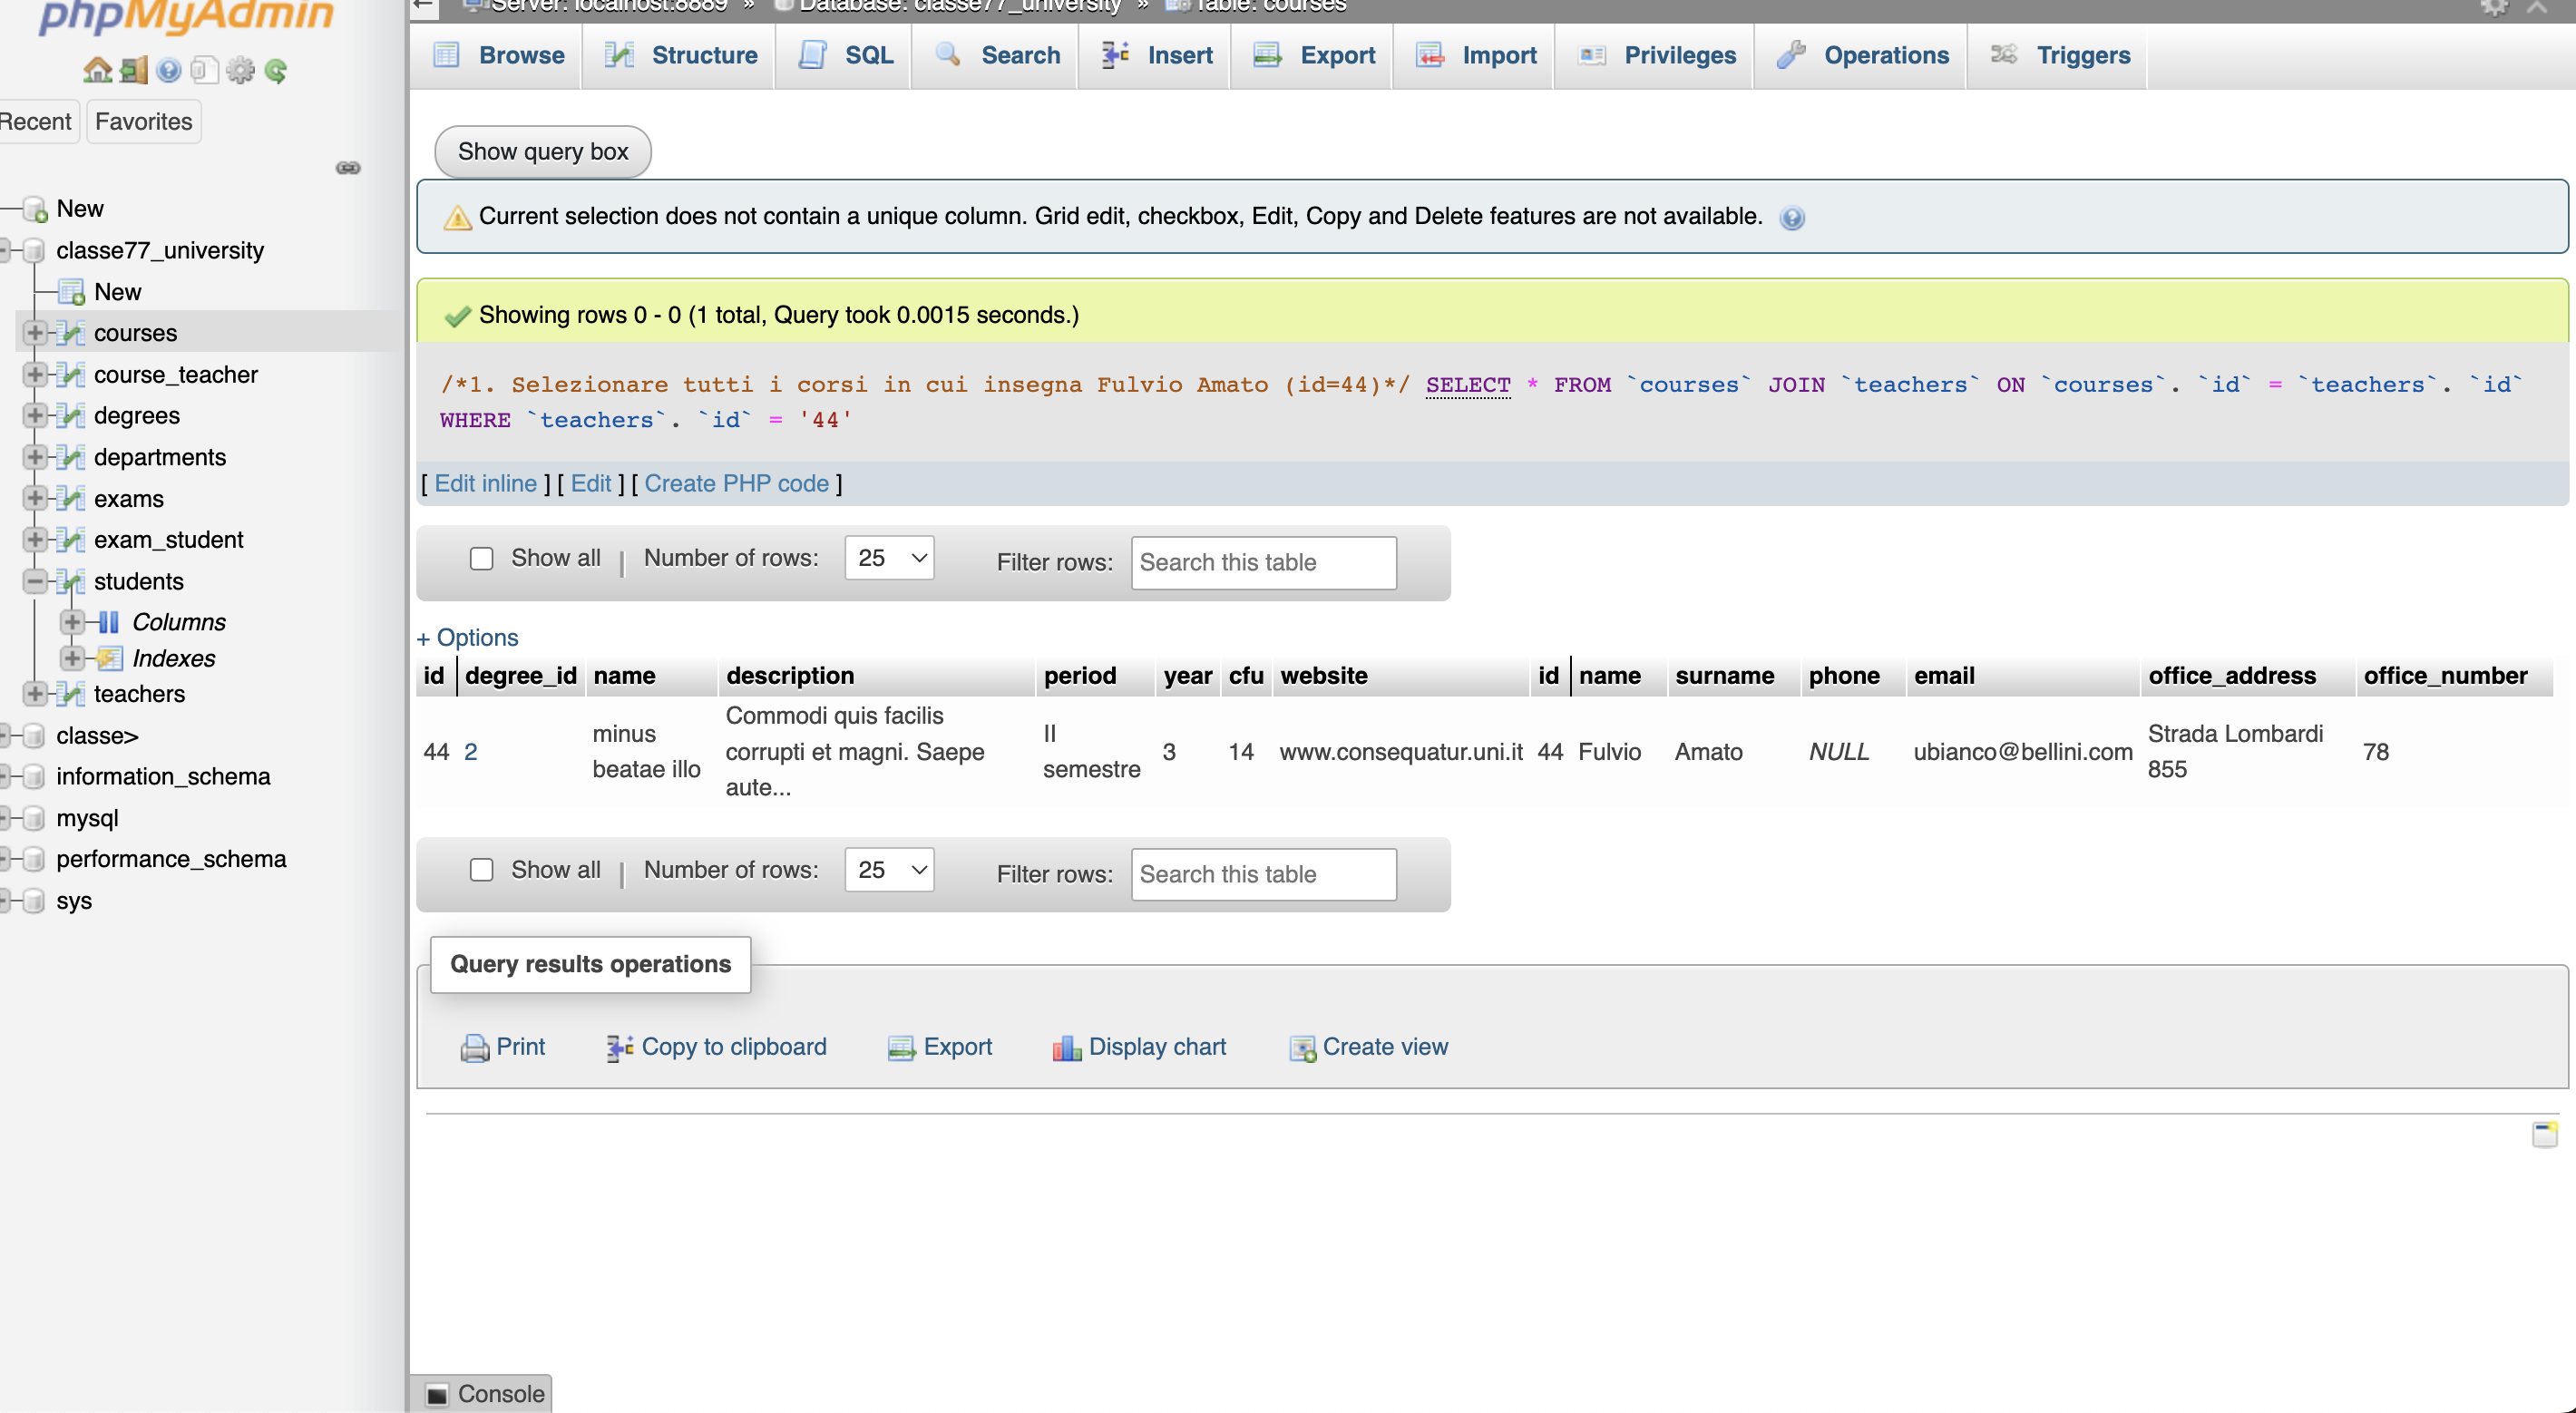 phpMyAdmin
Recent Favorites
New
classe77_university
New
courses
course_teacher
degrees
departments
exams
exam_student
students
Columns
Indexes
teachers
classe>
information_schema
mysql
performance_schema
sys
Server: localhost:8889 » Database: classe77_university » Table: courses
Browse Structure SQL Search Insert Export Import Privileges Operations Triggers
Show query box
Current selection does not contain a unique column. Grid edit, checkbox, Edit, Copy and Delete features are not available.
Showing rows 0 - 0 (1 total, Query took 0.0015 seconds.)
/*1. Selezionare tutti i corsi in cui insegna Fulvio Amato (id=44)*/ SELECT * FROM `courses` JOIN `teachers` ON `courses`. `id` = `teachers`. `id`
WHERE `teachers`. `id` = '44'
[ Edit inline ] [ Edit ] [ Create PHP code ]
Show all | Number of rows: 25 Filter rows: Search this table
+ Options
id degree_id name description period year cfu website id name surname phone email office_address office_number
44 2 minus beatae illo Commodi quis facilis corrupti et magni. Saepe aute... II semestre 3 14 www.consequatur.uni.it 44 Fulvio Amato NULL ubianco@bellini.com Strada Lombardi 855 78
Show all | Number of rows: 25 Filter rows: Search this table
Query results operations
Print Copy to clipboard Export Display chart Create view
Console